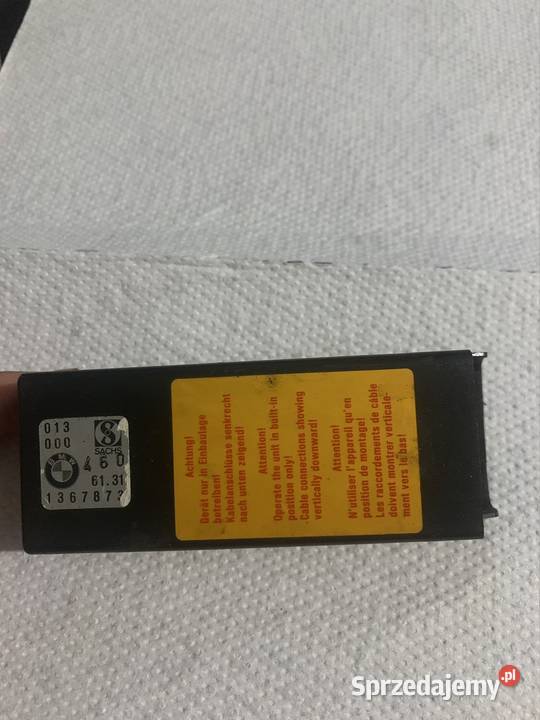 013
000
S
SACHS
BMW
460
61.31
1367873
Achtung!
Gerät nur in Einbaulage
betreiben!
Kabelanschlüsse senkrecht
nach unten zeigend!
Attention!
Operate the unit in built-in
position only!
Cable connections showing
vertically downward!
Attention!
N'utiliser l'appareil qu'en
position de montage!
Les raccordements de câble
doivent montrer verticale-
ment vers le bas!
Sprzedajemy.pl